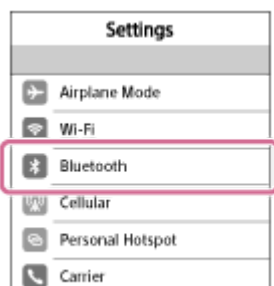 Settings
Airplane Mode
Wi-Fi
Bluetooth
Cellular
Personal Hotspot
Carrier